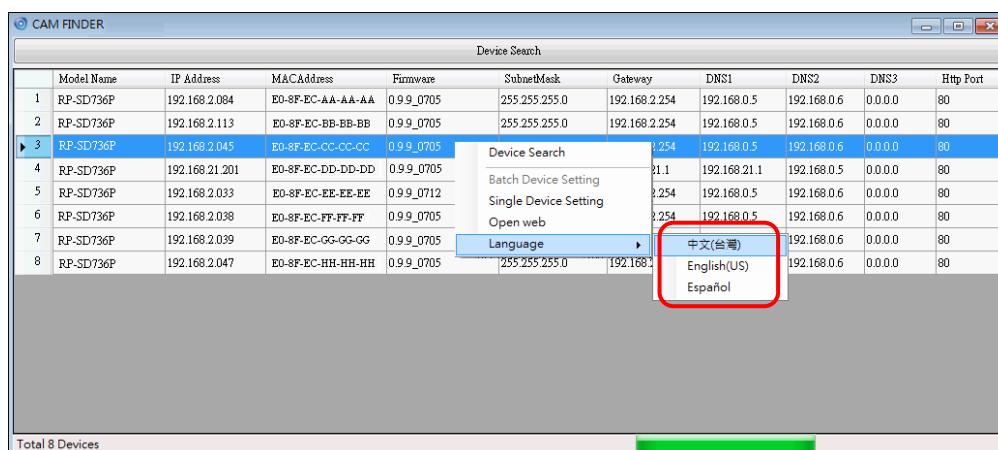 CAM FINDER
Device Search
Model Name IP Address MACAddress Firmware SubnetMask Gateway DNS1 DNS2 DNS3 Http Port
1 RP-SD736P 192.168.2.084 E0-8F-EC-AA-AA-AA 0.9.9_0705 255.255.255.0 192.168.2.254 192.168.0.5 192.168.0.6 0.0.0.0 80
2 RP-SD736P 192.168.2.113 E0-8F-EC-BB-BB-BB 0.9.9_0705 255.255.255.0 192.168.2.254 192.168.0.5 192.168.0.6 0.0.0.0 80
3 RP-SD736P 192.168.2.045 E0-8F-EC-CC-CC-CC 0.9.9_0705 .254 192.168.0.5 192.168.0.6 0.0.0.0 80
Device Search
4 RP-SD736P 192.168.21.201 E0-8F-EC-DD-DD-DD 0.9.9_0705 21.1 192.168.21.1 192.168.0.5 0.0.0.0 80
Batch Device Setting
5 RP-SD736P 192.168.2.033 E0-8F-EC-EE-EE-EE 0.9.9_0712 2.254 192.168.0.5 192.168.0.6 0.0.0.0 80
Single Device Setting
6 RP-SD736P 192.168.2.038 E0-8F-EC-FF-FF-FF 0.9.9_0705 2.254 192.168.0.5 192.168.0.6 0.0.0.0 80
Open web
7 RP-SD736P 192.168.2.039 E0-8F-EC-GG-GG-GG 0.9.9_0705 192.168.0.6 0.0.0.0 80
Language 中文(台灣)
8 RP-SD736P 192.168.2.047 E0-8F-EC-HH-HH-HH 0.9.9_0705 255.255.255.0 192.168. 192.168.0.6 0.0.0.0 80
English(US)
Español
Total 8 Devices